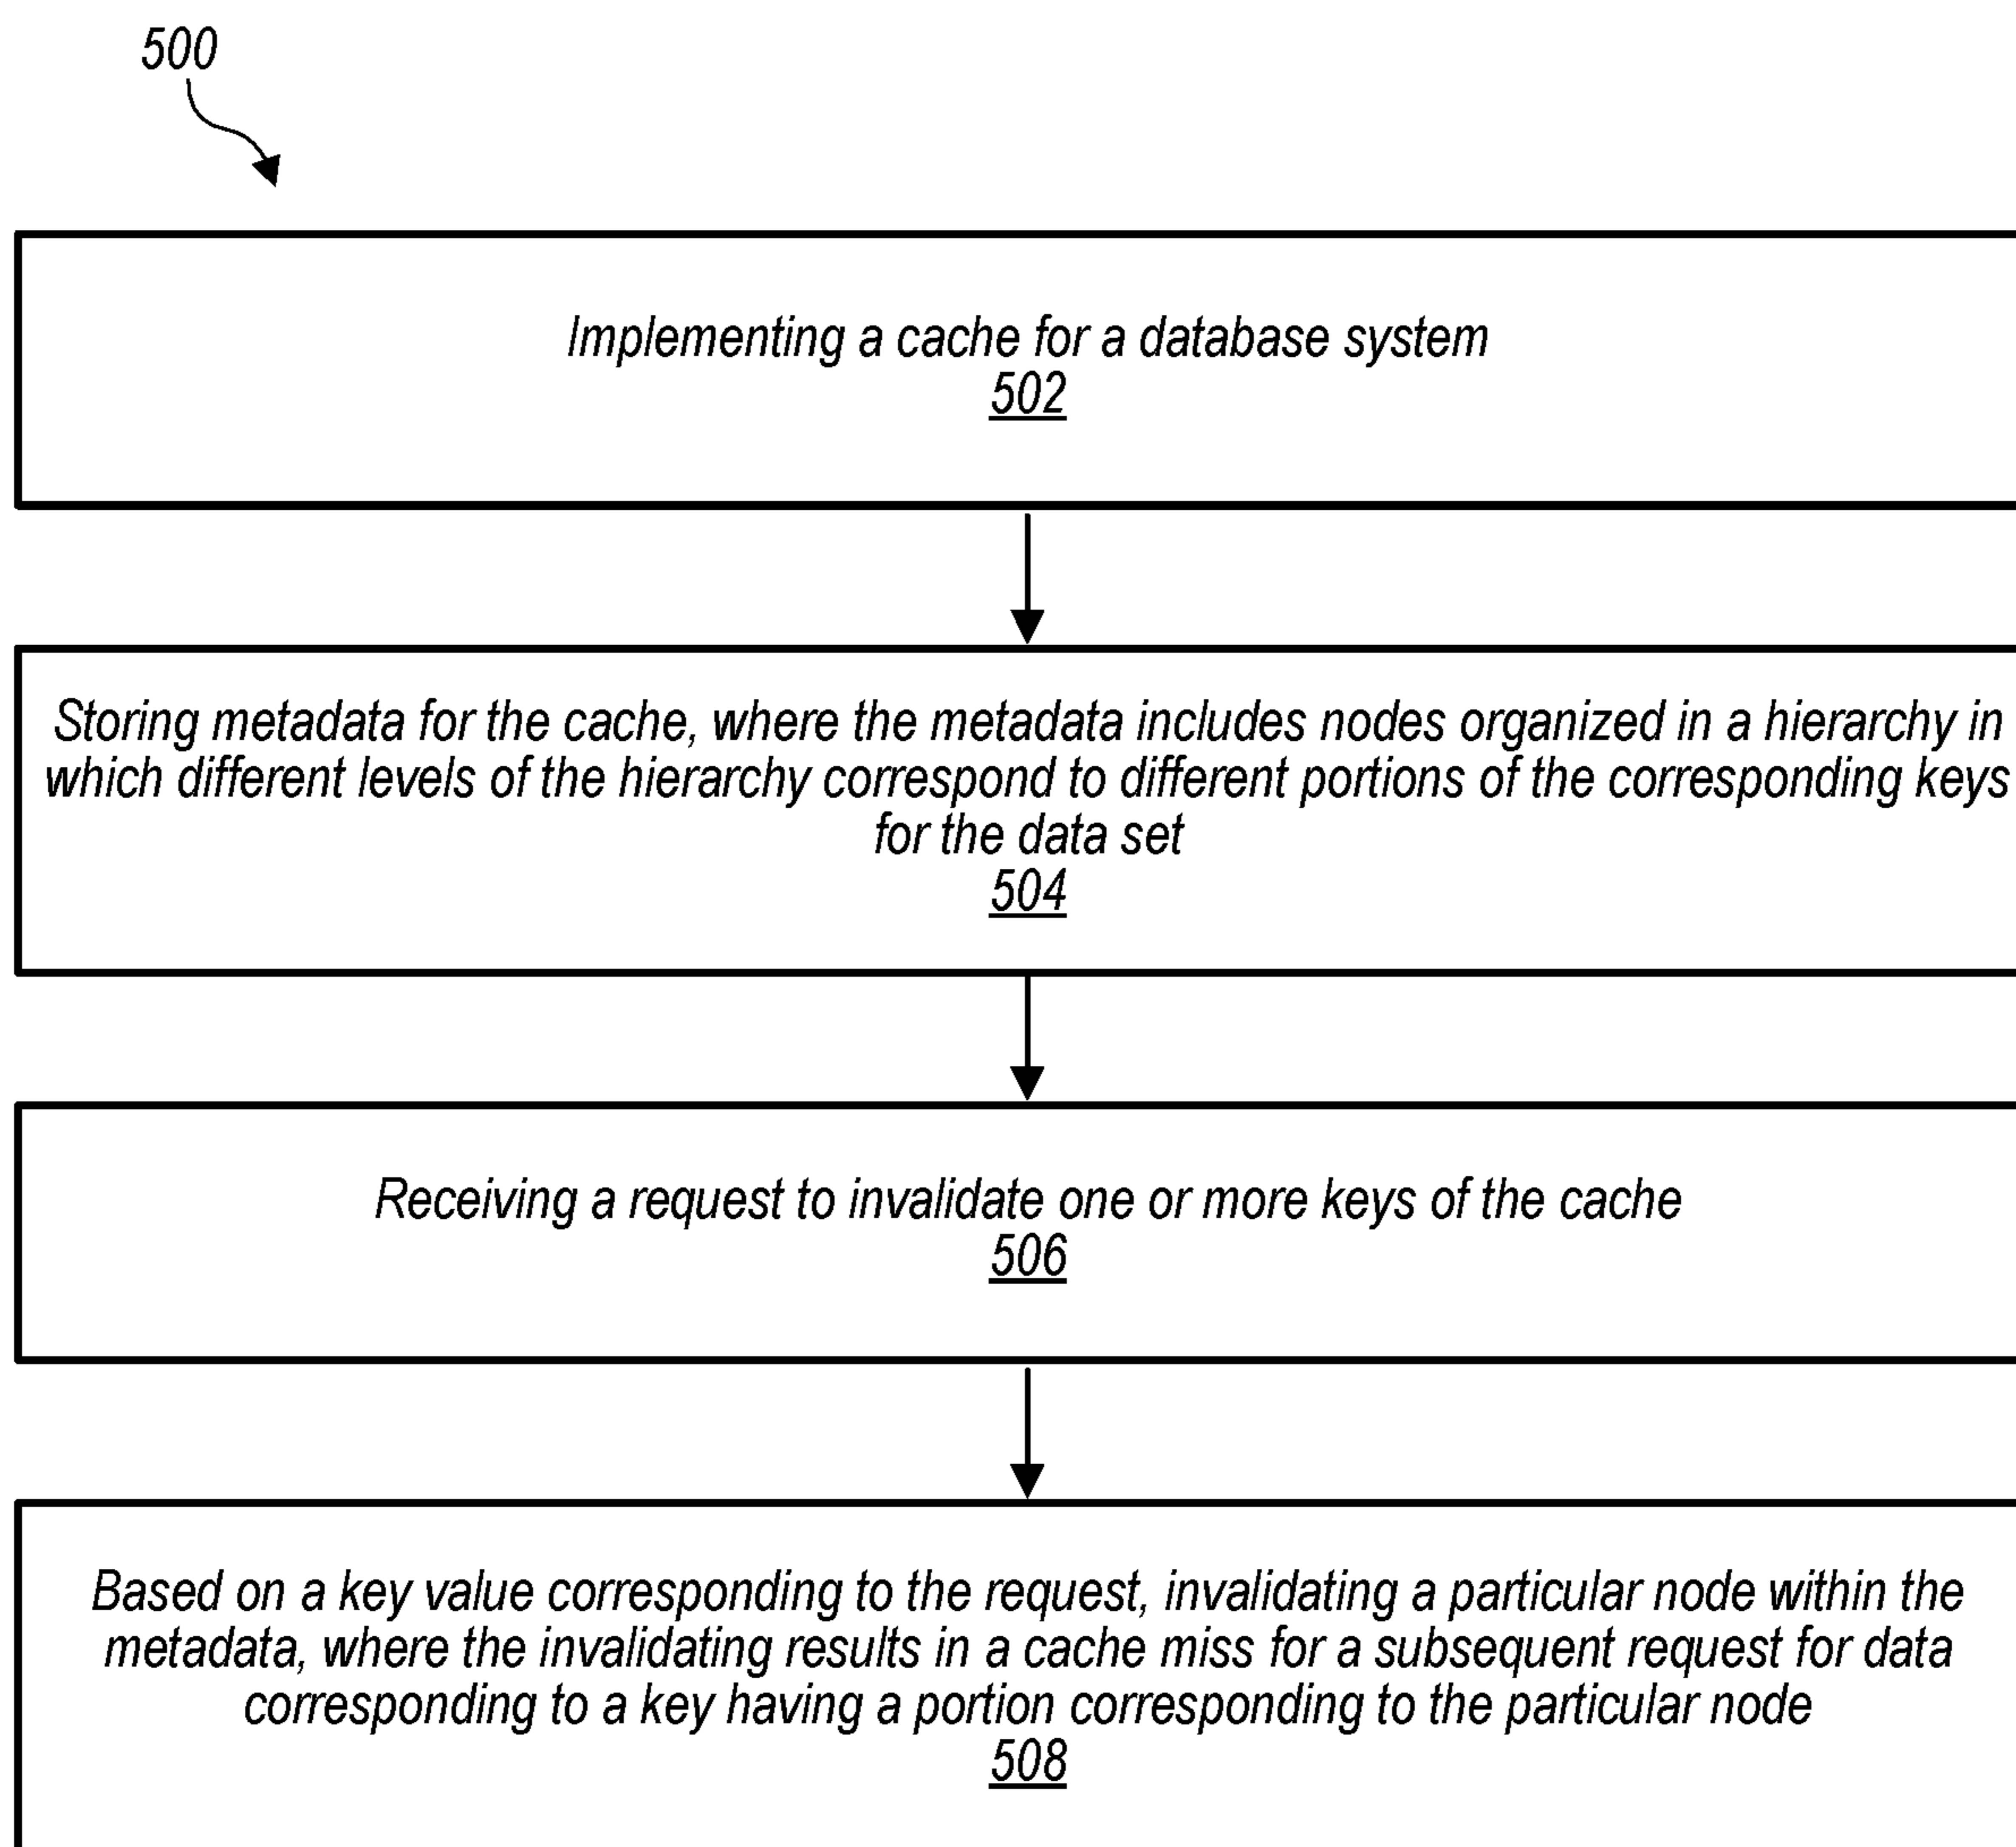 500
Implementing a cache for a database system
502
Storing metadata for the cache, where the metadata includes nodes organized in a hierarchy in
which different levels of the hierarchy correspond to different portions of the corresponding keys
for the data set
504
Receiving a request to invalidate one or more keys of the cache
506
Based on a key value corresponding to the request, invalidating a particular node within the
metadata, where the invalidating results in a cache miss for a subsequent request for data
corresponding to a key having a portion corresponding to the particular node
508